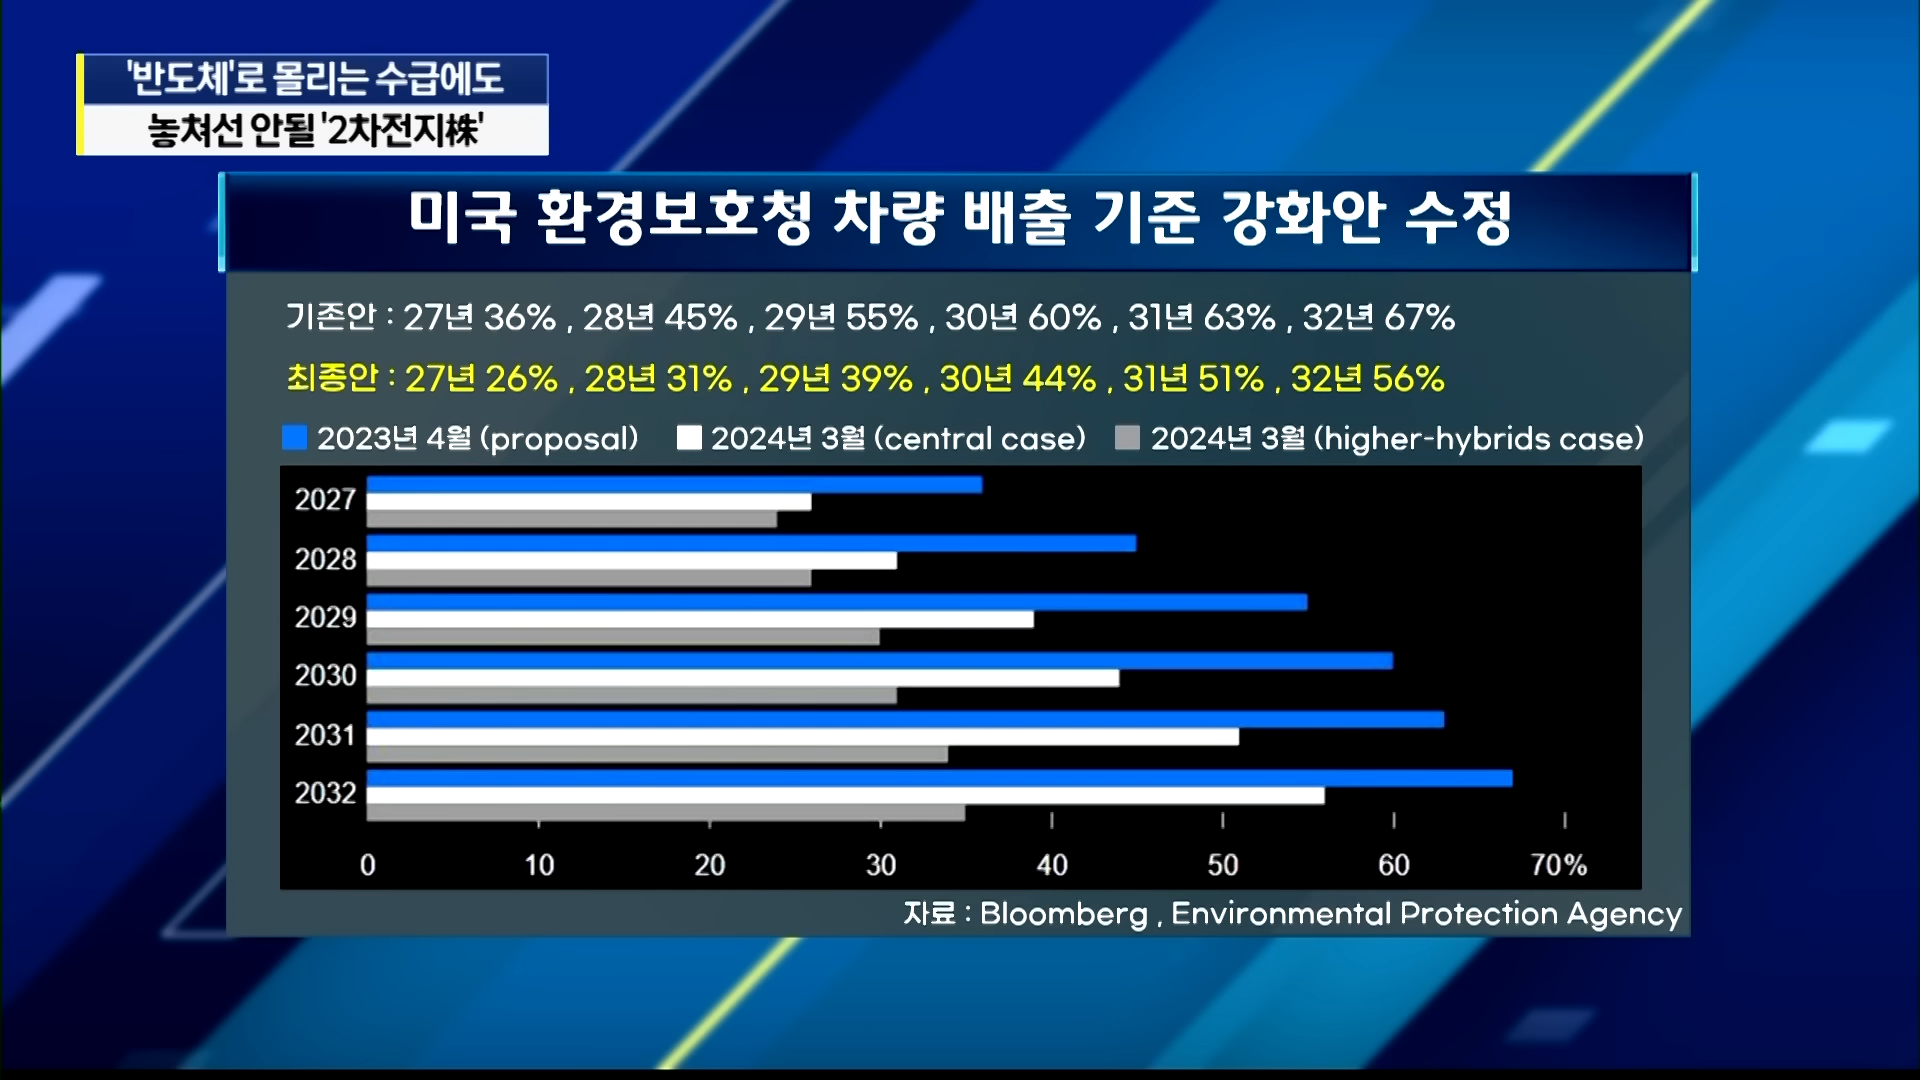 '반도체'로 몰리는 수급에도
놓쳐선 안될 '2차전지株'
미국 환경보호청 차량 배출 기준 강화안 수정
기존안 : 27년 36% , 28년 45% , 29년 55% , 30년 60% , 31년 63% , 32년 67%
최종안 : 27년 26% , 28년 31% , 29년 39% , 30년 44% , 31년 51% , 32년 56%
2023년 4월 (proposal) 2024년 3월 (central case) 2024년 3월 (higher-hybrids case)
2027
2028
2029
2030
2031
2032
0 10 20 30 40 50 60 70%
자료 : Bloomberg , Environmental Protection Agency